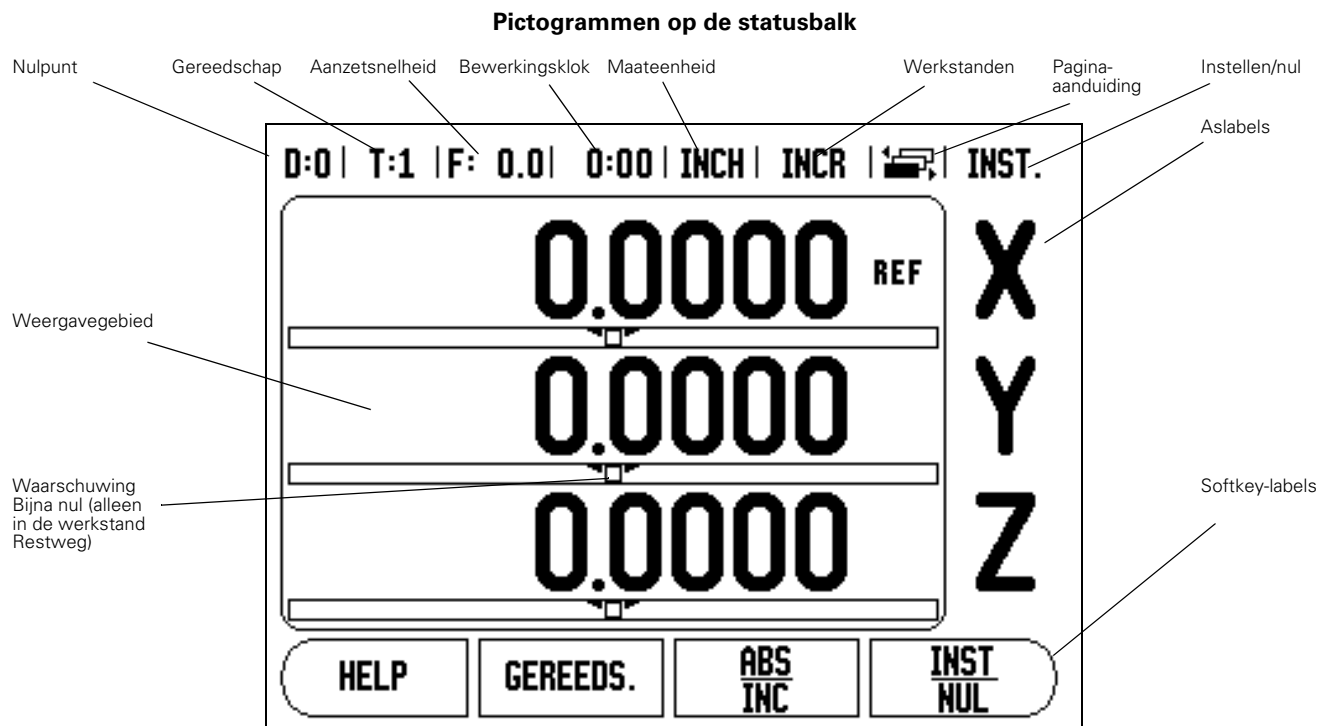 Pictogrammen op de statusbalk
Nulpunt
Gereedschap
Aanzetsnelheid
Bewerkingsklok
Maateenheid
Werkstanden
Pagina-
aanduiding
Instellen/nul
Aslabels
D:0 | T:1 | F: 0.0 | 0:00 | INCH | INCR | | INST.
0.0000 REF X
Weergavegebied
0.0000 Y
Waarschuwing
Bijna nul (alleen
in de werkstand
Restweg)
Softkey-labels
0.0000 Z
HELP
GEREEDS.
ABS
INC
INST
NUL